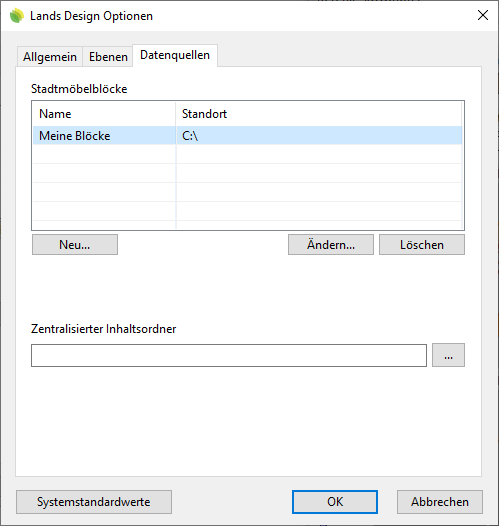 Lands Design Optionen
Allgemein Ebenen Datenquellen
Stadtmöbelblöcke
Name Standort
Meine Blöcke C:\
Neu... Ändern... Löschen
Zentralisierter Inhaltsordner
...
Systemstandardwerte OK Abbrechen